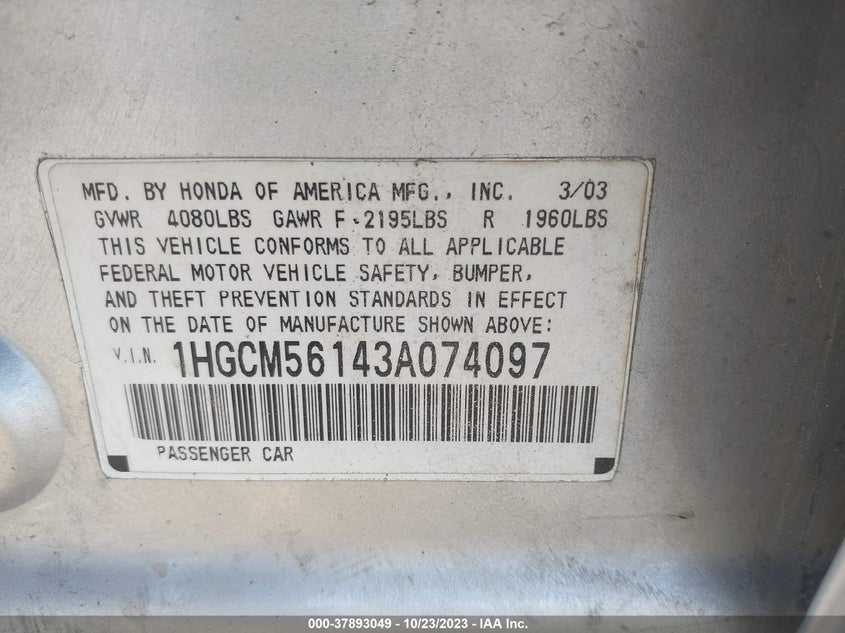 MFD. BY HONDA OF AMERICA MFG., INC. 3/03
GVWR 4080LBS GAWR F-2195LBS R 1960LBS
THIS VEHICLE CONFORMS TO ALL APPLICABLE
FEDERAL MOTOR VEHICLE SAFETY, BUMPER,
AND THEFT PREVENTION STANDARDS IN EFFECT
ON THE DATE OF MANUFACTURE SHOWN ABOVE:
V.I.N. 1HGCM56143A074097
PASSENGER CAR
000-37893049 - 10/23/2023 - IAA Inc.